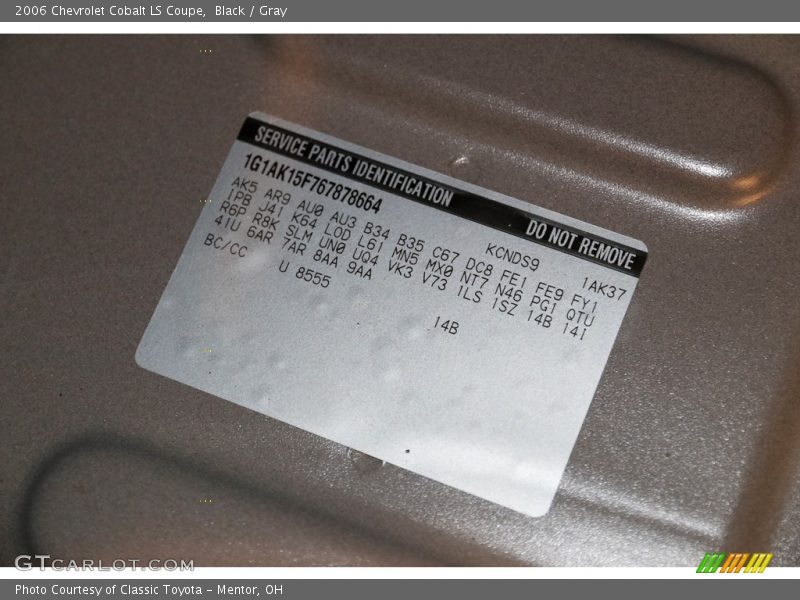 2006 Chevrolet Cobalt LS Coupe, Black / Gray
SERVICE PARTS IDENTIFICATION DO NOT REMOVE
1G1AK15F767878664 KCNDS9 1AK37
AK5 AR9 AU0 AU3 B34 B35 C67 DC8 FE1 FE9 FY1
1PB J41 K64 LOD L61 MN5 MX0 NT7 N46 PG1 QTU
R6P R8K SLM UN0 UQ4 VK3 V73 1LS 1SZ 14B 14I
41U 6AR 7AR 8AA 9AA
BC/CC U 8555 14B
GTCARLOT.COM
Photo Courtesy of Classic Toyota - Mentor, OH